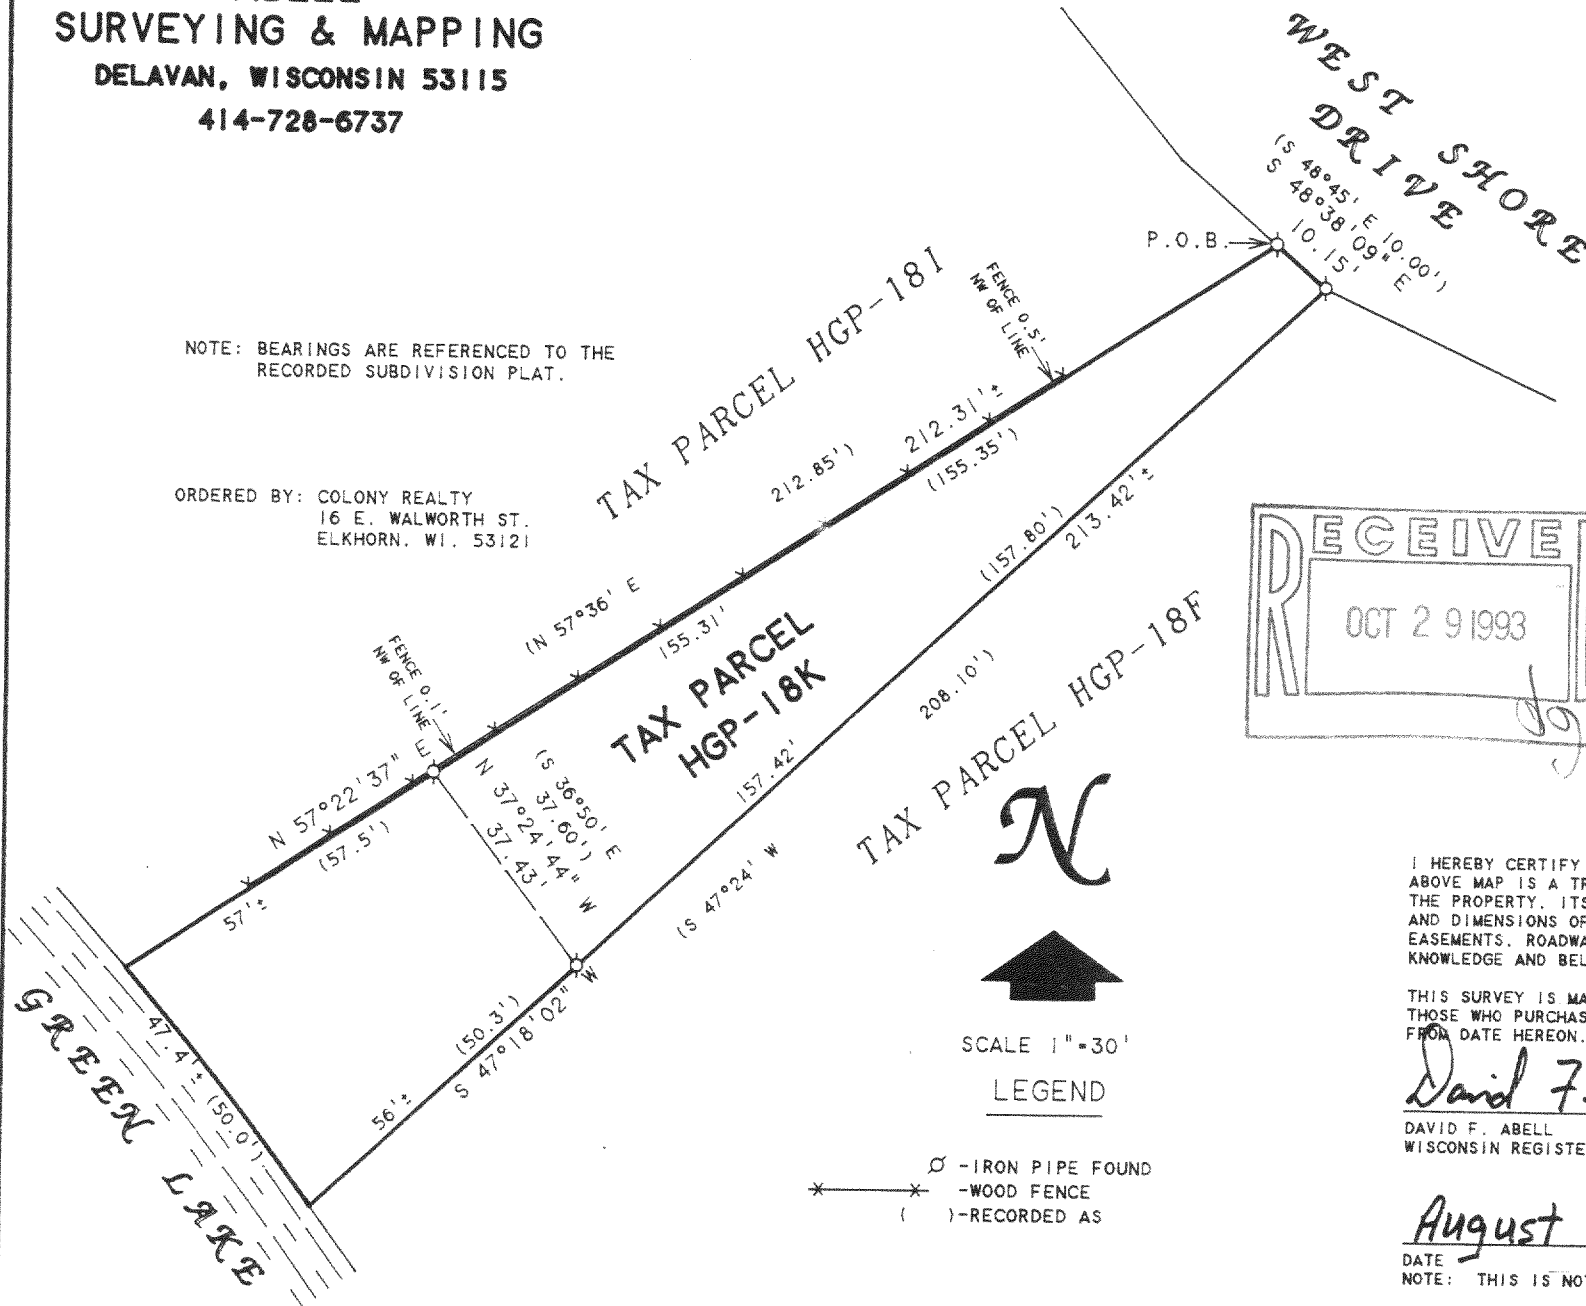 SURVEYING & MAPPING
DELAVAN, WISCONSIN 53115
414-728-6737
WEST SHORE
DRIVE
(S 48°45' E 10.00')
S 48°38'09" E
10.15'
P.O.B.
TAX PARCEL HGP-18I
FENCE 0.5'
NW OF LINE
NOTE: BEARINGS ARE REFERENCED TO THE
RECORDED SUBDIVISION PLAT.
ORDERED BY: COLONY REALTY
16 E. WALWORTH ST.
ELKHORN. WI. 53121
(N 57°36' E 212.85')
N 57°22'37" E 212.31'±
(155.35')
155.31'
(157.80')
213.42'±
TAX PARCEL
HGP-18K
FENCE 0.1'
NW OF LINE
(57.5')
57'±
(S 36°50' E
37.60')
N 37°24'44" W
37.43'
157.42'
(S 47°24' W 208.10')
TAX PARCEL HGP-18F
RECEIVE
OCT 29 1993
N
SCALE 1"=30'
LEGEND
-IRON PIPE FOUND
-WOOD FENCE
( )-RECORDED AS
(50.3')
S 47°18'02" W
56'±
47.4'± (50.0')
GREEN LAKE
I HEREBY CERTIFY
ABOVE MAP IS A
THE PROPERTY. ITS
AND DIMENSIONS OF
EASEMENTS.
KNOWLEDGE AND
THIS SURVEY IS
THOSE WHO
FROM DATE HEREON.
David F.
DAVID F. ABELL
WISCONSIN
August
DATE
NOTE: THIS IS